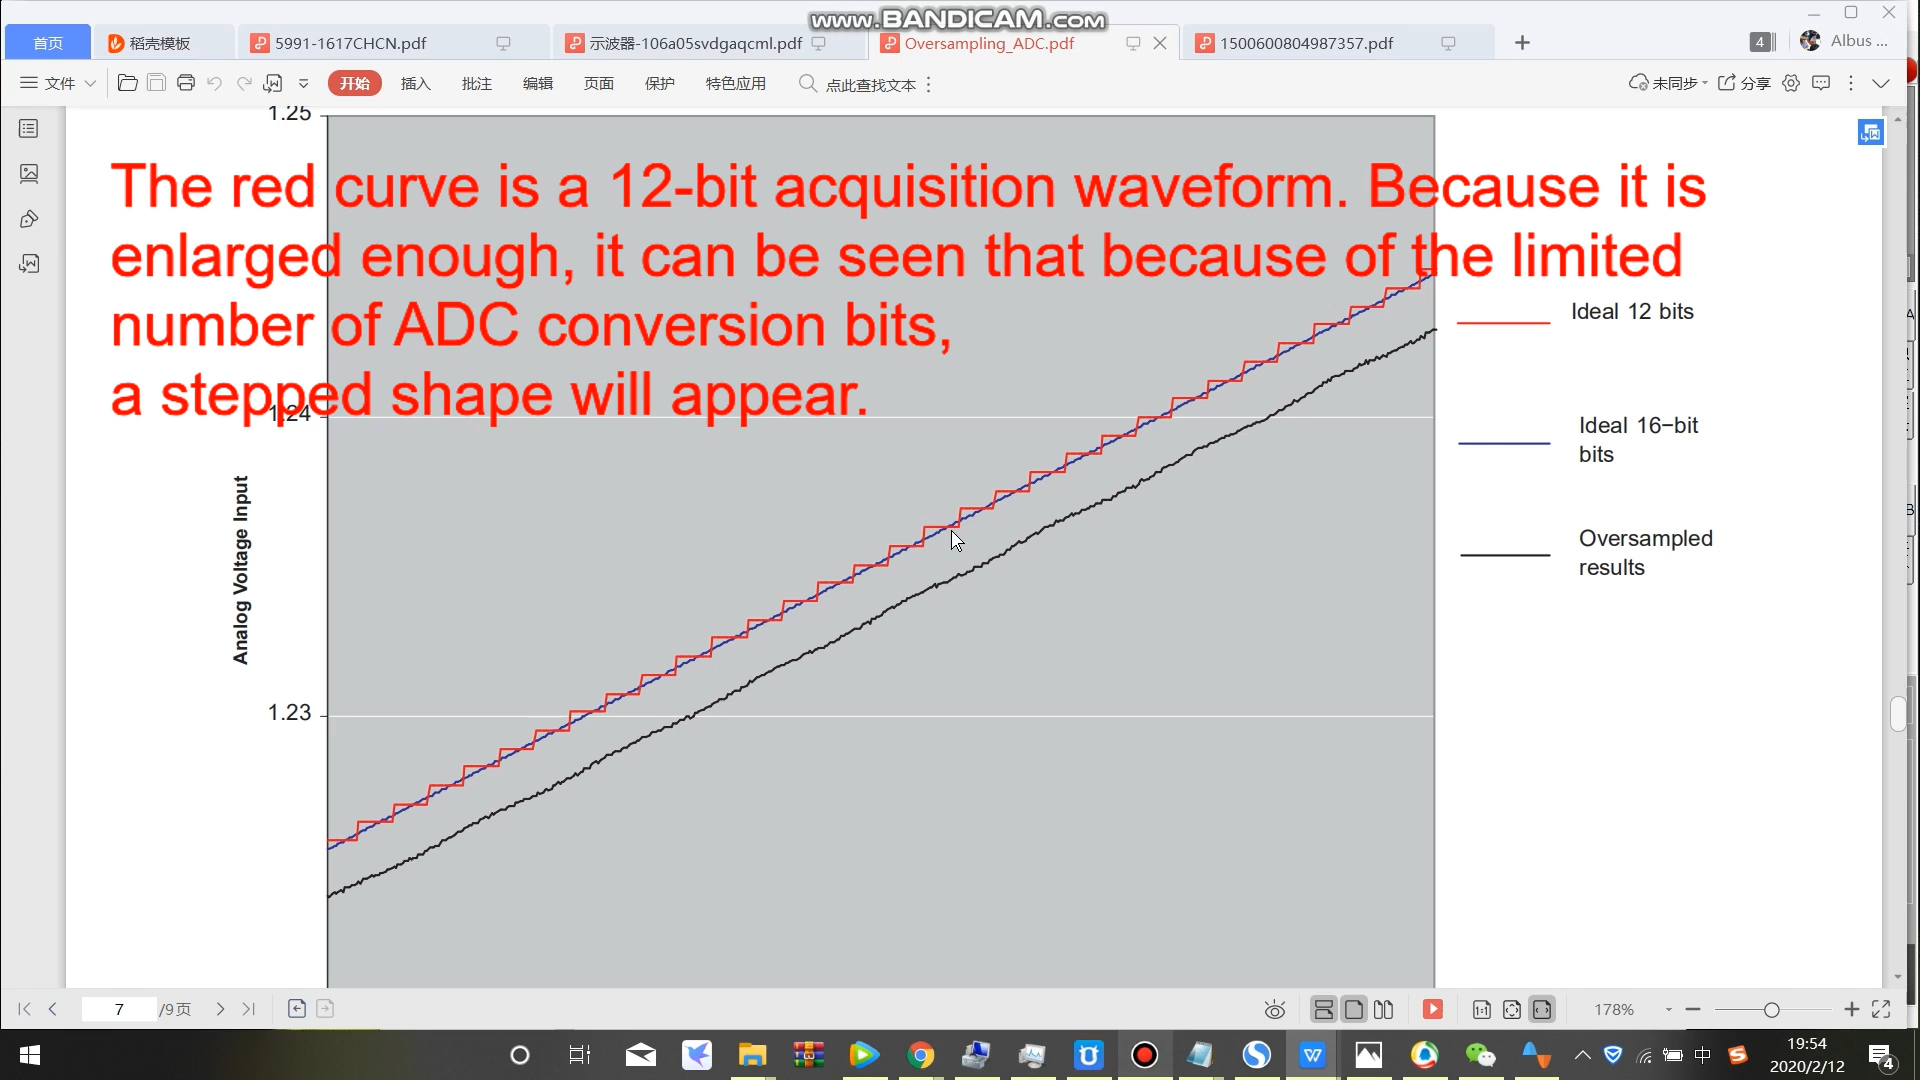 www.BANDICAM.com
首页
稻壳模板
5991-1617CHCN.pdf
示波器-106a05svdgaqcml.pdf
Oversampling_ADC.pdf
1500600804987357.pdf
4
Albus ...
文件
开始
插入
批注
编辑
页面
保护
特色应用
点此查找文本
未同步
分享
1.25
The red curve is a 12-bit acquisition waveform. Because it is
enlarged enough, it can be seen that because of the limited
number of ADC conversion bits,
a stepped shape will appear.
1.24
1.23
Analog Voltage Input
Ideal 12 bits
Ideal 16-bit
bits
Oversampled
results
7
/9页
178%
中
19:54
2020/2/12
4